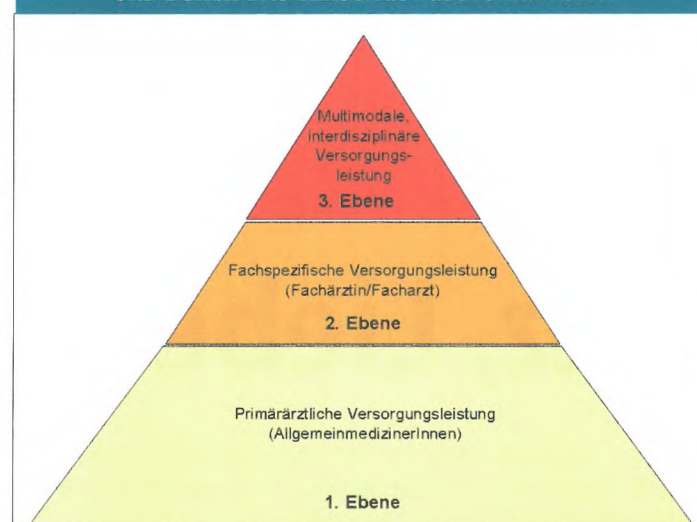 Multimodale,
interdisziplinäre
Versorgungs-
leistung
3. Ebene
Fachspezifische Versorgungsleistung
(Fachärztin/Facharzt)
2. Ebene
Primärärztliche Versorgungsleistung
(AllgemeinmedizinerInnen)
1. Ebene